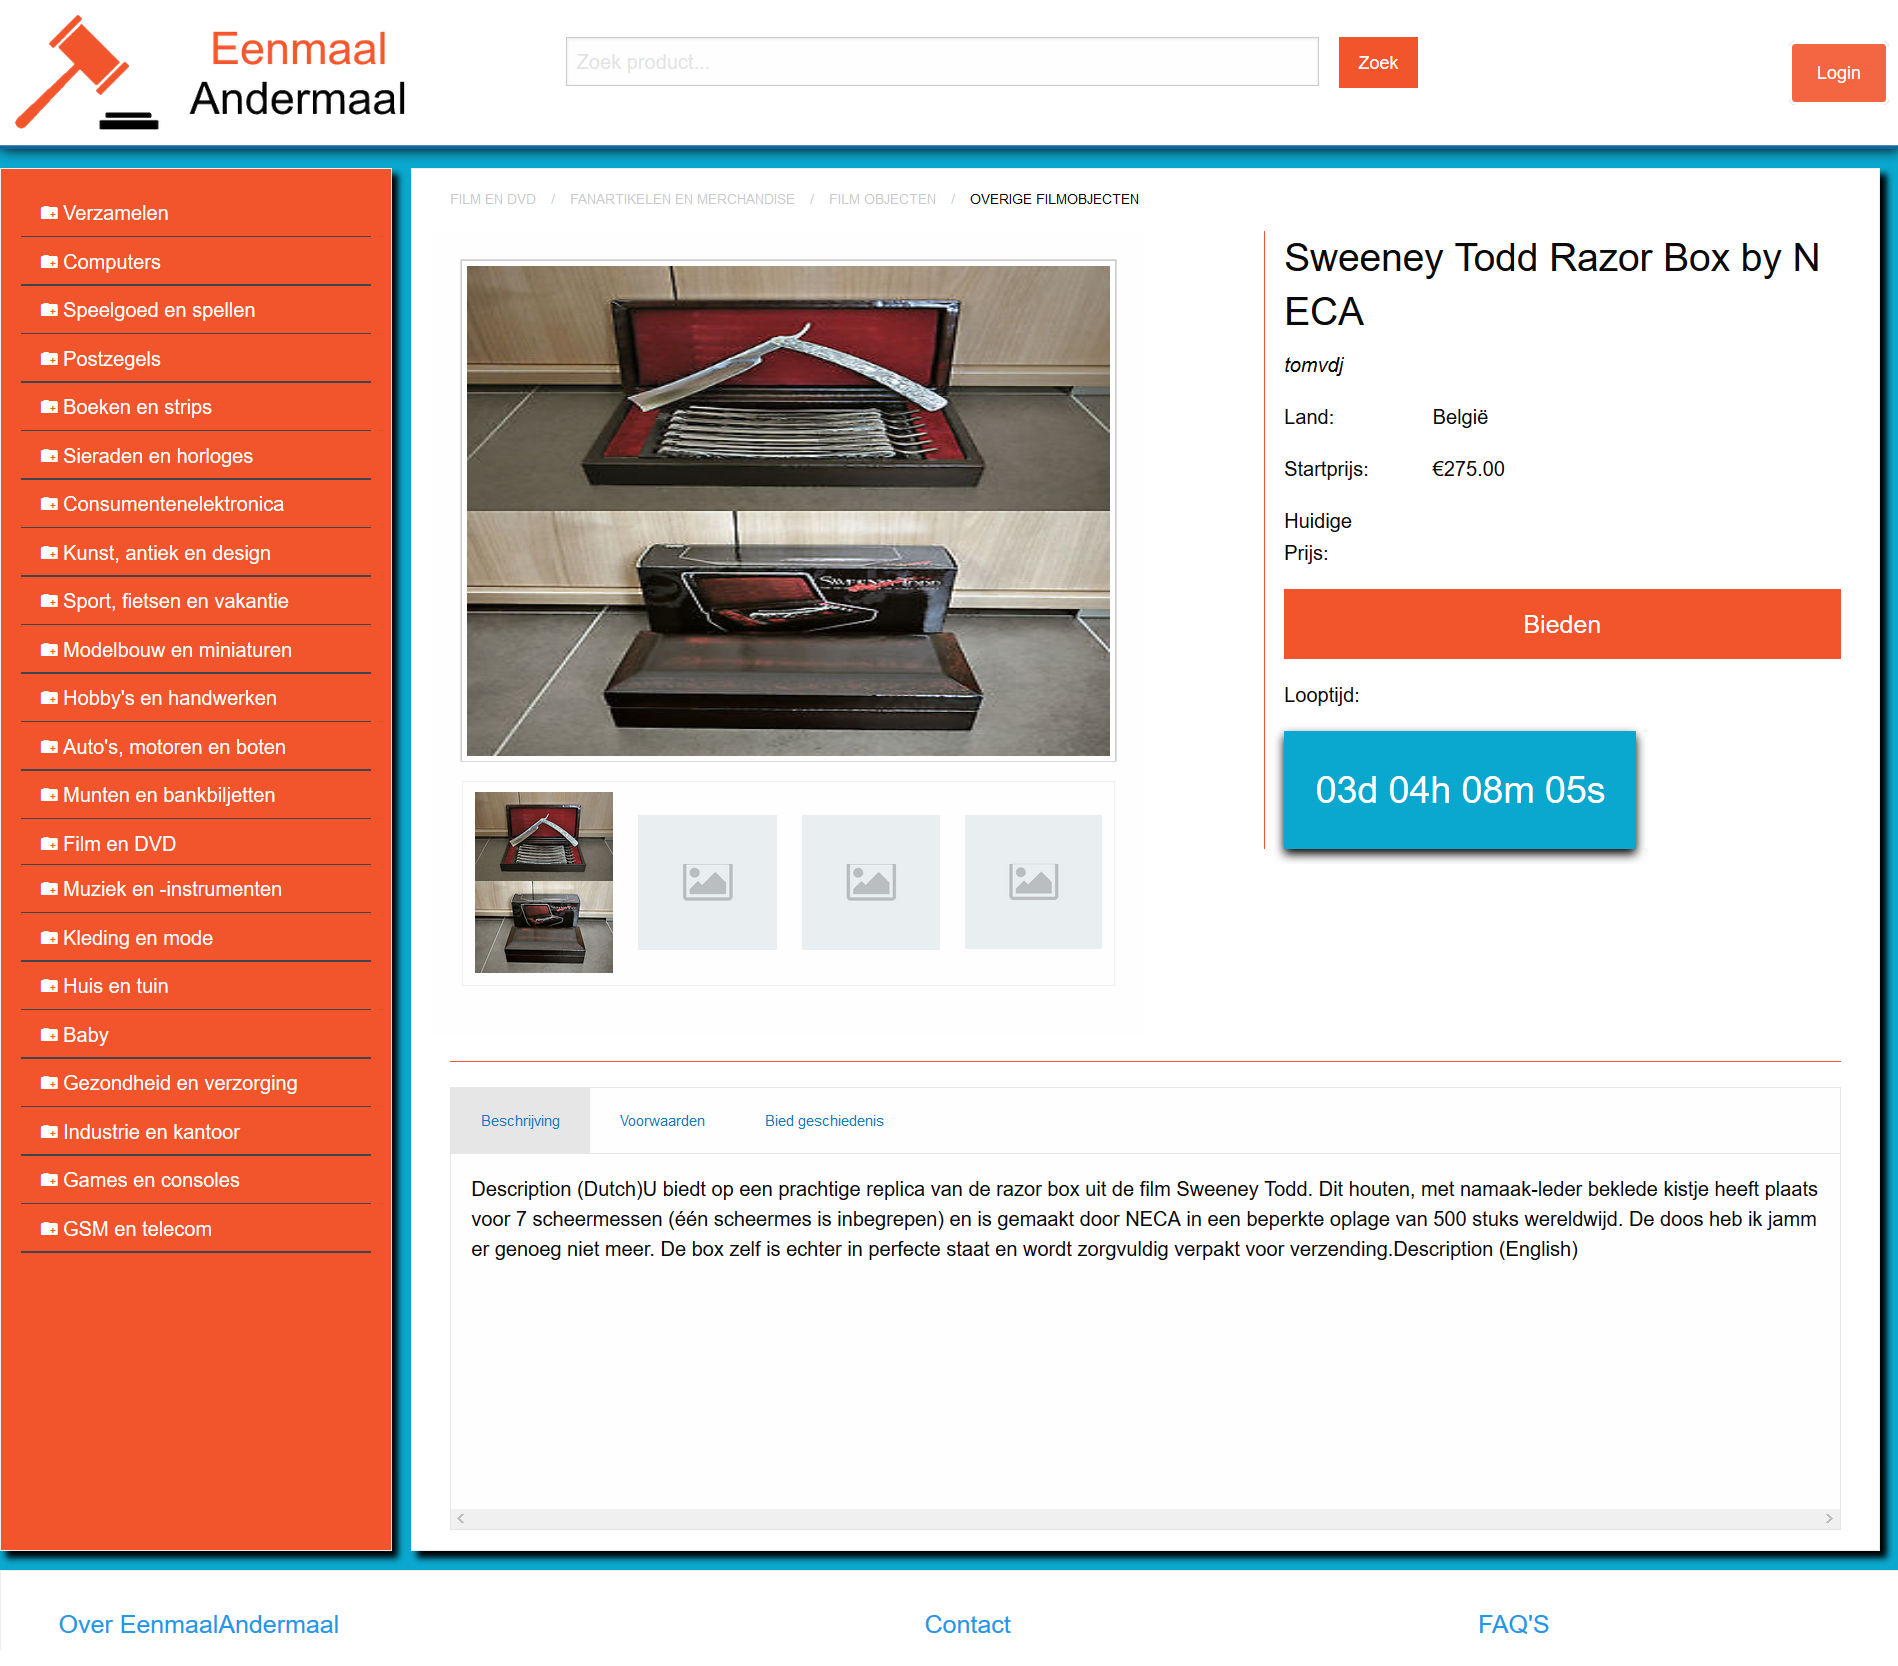 Eenmaal
Andermaal
Zoek product...
Zoek
Login
Verzamelen
Computers
Speelgoed en spellen
Postzegels
Boeken en strips
Sieraden en horloges
Consumentenelektronica
Kunst, antiek en design
Sport, fietsen en vakantie
Modelbouw en miniaturen
Hobby's en handwerken
Auto's, motoren en boten
Munten en bankbiljetten
Film en DVD
Muziek en -instrumenten
Kleding en mode
Huis en tuin
Baby
Gezondheid en verzorging
Industrie en kantoor
Games en consoles
GSM en telecom
FILM EN DVD / FANARTIKELEN EN MERCHANDISE / FILM OBJECTEN / OVERIGE FILMOBJECTEN
SWEENEY TODD
Sweeney Todd Razor Box by N
ECA
tomvdj
Land: België
Startprijs: €275.00
Huidige
Prijs:
Bieden
Looptijd:
03d 04h 08m 05s
Beschrijving Voorwaarden Bied geschiedenis
Description (Dutch)U biedt op een prachtige replica van de razor box uit de film Sweeney Todd. Dit houten, met namaak-leder beklede kistje heeft plaats
voor 7 scheermessen (één scheermes is inbegrepen) en is gemaakt door NECA in een beperkte oplage van 500 stuks wereldwijd. De doos heb ik jamm
er genoeg niet meer. De box zelf is echter in perfecte staat en wordt zorgvuldig verpakt voor verzending.Description (English)
Over EenmaalAndermaal
Contact
FAQ'S